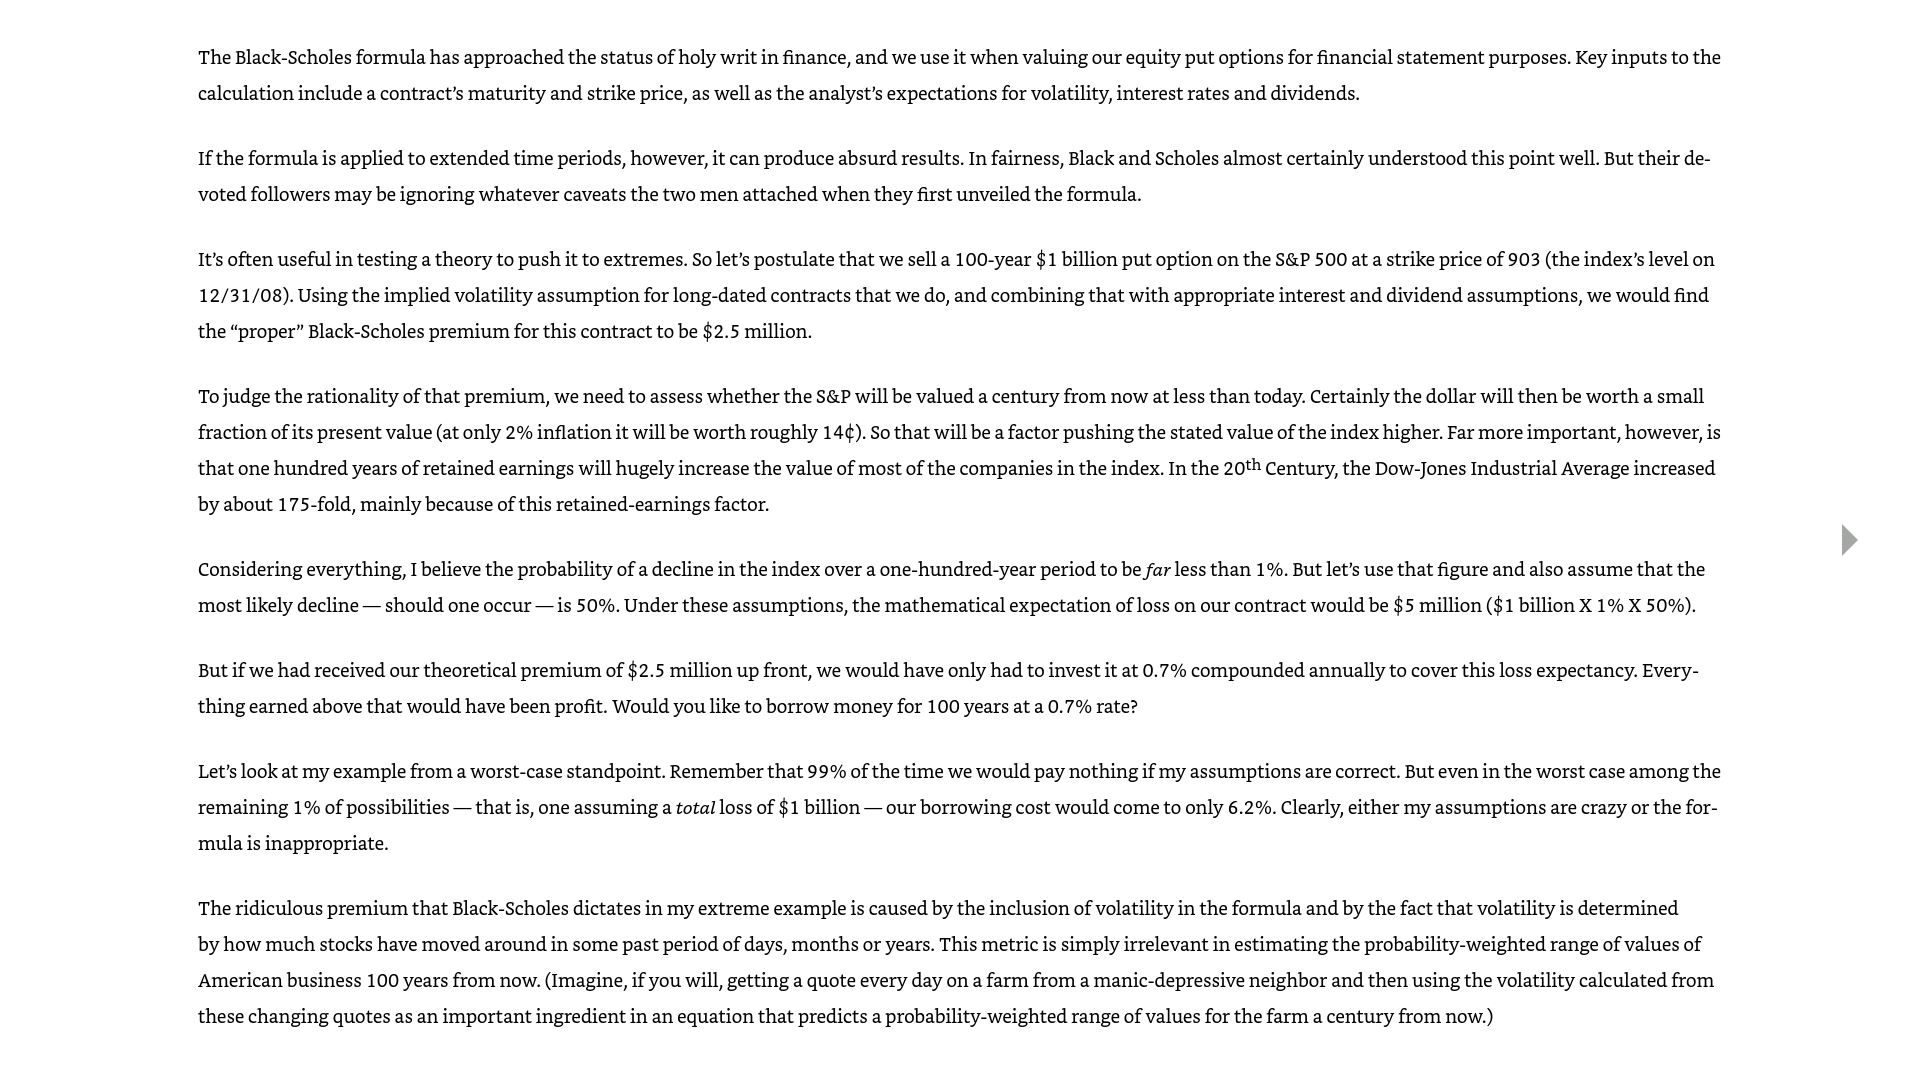 The Black-Scholes formula has approached the status of holy writ in finance, and we use it when valuing our equity put options for financial statement purposes. Key inputs to the
calculation include a contract’s maturity and strike price, as well as the analyst’s expectations for volatility, interest rates and dividends.
If the formula is applied to extended time periods, however, it can produce absurd results. In fairness, Black and Scholes almost certainly understood this point well. But their de-
voted followers may be ignoring whatever caveats the two men attached when they first unveiled the formula.
It’s often useful in testing a theory to push it to extremes. So let’s postulate that we sell a 100-year $1 billion put option on the S&P 500 at a strike price of 903 (the index’s level on
12/31/08). Using the implied volatility assumption for long-dated contracts that we do, and combining that with appropriate interest and dividend assumptions, we would find
the “proper” Black-Scholes premium for this contract to be $2.5 million.
To judge the rationality of that premium, we need to assess whether the S&P will be valued a century from now at less than today. Certainly the dollar will then be worth a small
fraction of its present value (at only 2% inflation it will be worth roughly 14¢). So that will be a factor pushing the stated value of the index higher. Far more important, however, is
that one hundred years of retained earnings will hugely increase the value of most of the companies in the index. In the 20th Century, the Dow-Jones Industrial Average increased
by about 175-fold, mainly because of this retained-earnings factor.
Considering everything, I believe the probability of a decline in the index over a one-hundred-year period to be far less than 1%. But let’s use that figure and also assume that the
most likely decline — should one occur — is 50%. Under these assumptions, the mathematical expectation of loss on our contract would be $5 million ($1 billion X 1% X 50%).
But if we had received our theoretical premium of $2.5 million up front, we would have only had to invest it at 0.7% compounded annually to cover this loss expectancy. Every-
thing earned above that would have been profit. Would you like to borrow money for 100 years at a 0.7% rate?
Let’s look at my example from a worst-case standpoint. Remember that 99% of the time we would pay nothing if my assumptions are correct. But even in the worst case among the
remaining 1% of possibilities — that is, one assuming a total loss of $1 billion — our borrowing cost would come to only 6.2%. Clearly, either my assumptions are crazy or the for-
mula is inappropriate.
The ridiculous premium that Black-Scholes dictates in my extreme example is caused by the inclusion of volatility in the formula and by the fact that volatility is determined
by how much stocks have moved around in some past period of days, months or years. This metric is simply irrelevant in estimating the probability-weighted range of values of
American business 100 years from now. (Imagine, if you will, getting a quote every day on a farm from a manic-depressive neighbor and then using the volatility calculated from
these changing quotes as an important ingredient in an equation that predicts a probability-weighted range of values for the farm a century from now.)